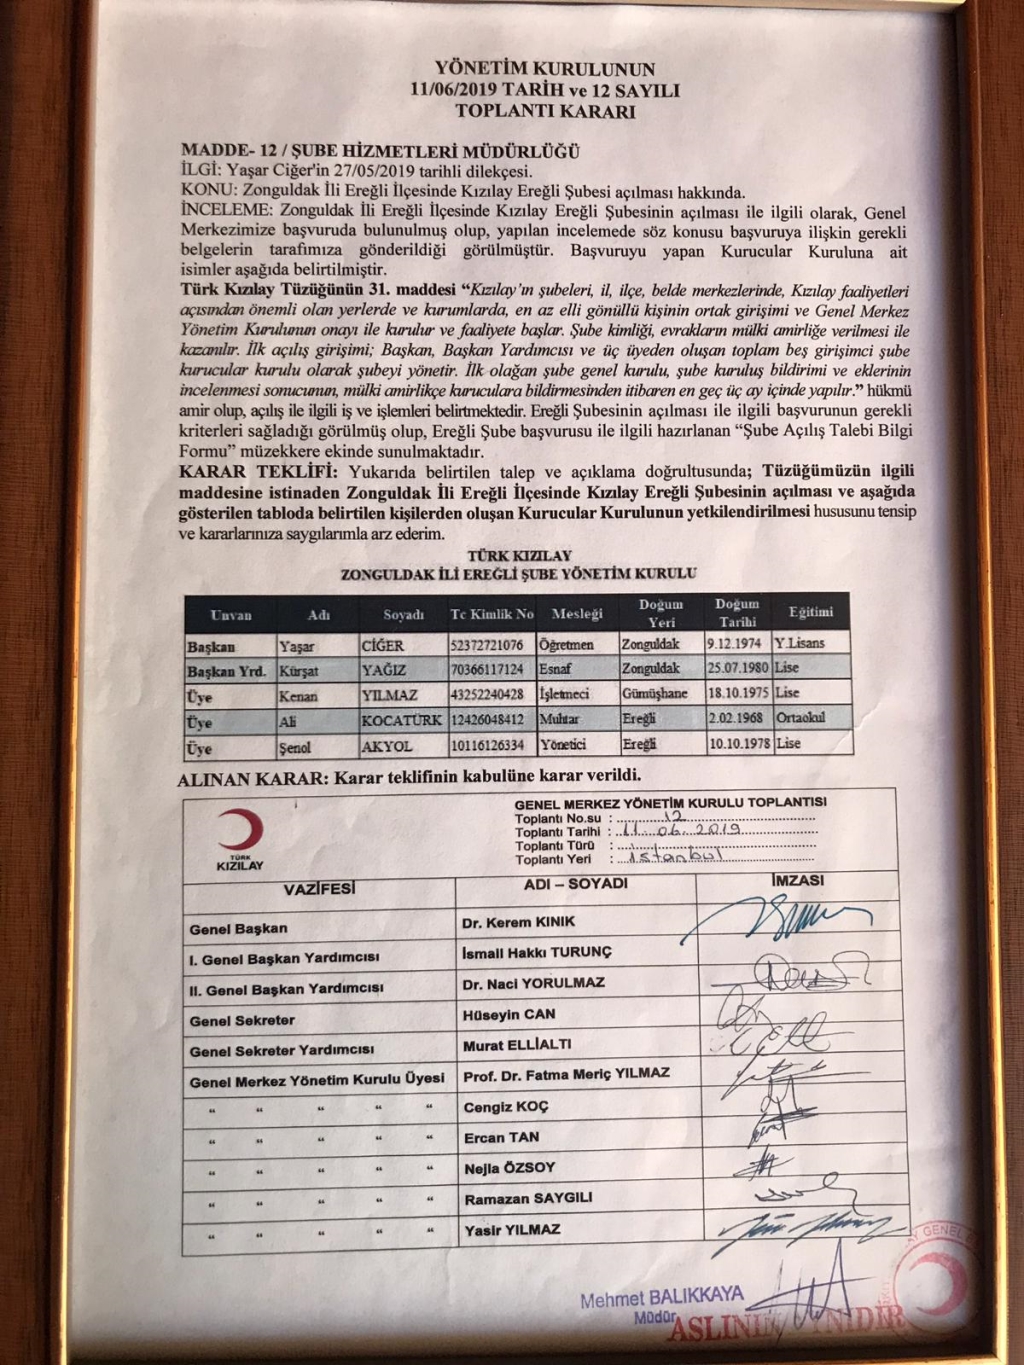 YÖNETİM KURULUNUN
11/06/2019 TARİH ve 12 SAYILI
TOPLANTI KARARI
MADDE- 12 / ŞUBE HİZMETLERİ MÜDÜRLÜĞÜ
İLGİ: Yaşar Ciğer'in 27/05/2019 tarihli dilekçesi.
KONU: Zonguldak İli Ereğli İlçesinde Kızılay Ereğli Şubesi açılması hakkında.
İNCELEME: Zonguldak İli Ereğli İlçesinde Kızılay Ereğli Şubesinin açılması ile ilgili olarak, Genel
Merkezimize başvuruda bulunulmuş olup, yapılan incelemede söz konusu başvuruya ilişkin gerekli
belgelerin tarafımıza gönderildiği görülmüştür. Başvuruyu yapan Kurucular Kuruluna ait
isimler aşağıda belirtilmiştir.
Türk Kızılay Tüzüğünün 31. maddesi “Kızılay’ın şubeleri, il, ilçe, belde merkezlerinde, Kızılay faaliyetleri
açısından önemli olan yerlerde ve kurumlarda, en az elli gönüllü kişinin ortak girişimi ve Genel Merkez
Yönetim Kurulunun onayı ile kurulur ve faaliyete başlar. Şube kimliği, evrakların mülki amirliğe verilmesi ile
kazanılır. İlk açılış girişimi; Başkan, Başkan Yardımcısı ve üç üyeden oluşan toplam beş girişimci şube
kurucular kurulu olarak şubeyi yönetir. İlk olağan şube genel kurulu, şube kuruluş bildirimi ve eklerinin
incelenmesi sonucunun, mülki amirlikçe kuruculara bildirmesinden itibaren en geç üç ay içinde yapılır.” hükmü
amir olup, açılış ile ilgili iş ve işlemleri belirtmektedir. Ereğli Şubesinin açılması ile ilgili başvurunun gerekli
kriterleri sağladığı görülmüş olup, Ereğli Şube başvurusu ile ilgili hazırlanan “Şube Açılış Talebi Bilgi
Formu” müzekkere ekinde sunulmaktadır.
KARAR TEKLİFİ: Yukarıda belirtilen talep ve açıklama doğrultusunda; Tüzüğümüzün ilgili
maddesine istinaden Zonguldak İli Ereğli İlçesinde Kızılay Ereğli Şubesinin açılması ve aşağıda
gösterilen tabloda belirtilen kişilerden oluşan Kurucular Kurulunun yetkilendirilmesi hususunu tensip
ve kararlarınıza saygılarımla arz ederim.
TÜRK KIZILAY
ZONGULDAK İLİ EREĞLİ ŞUBE YÖNETİM KURULU
Unvan Adı Soyadı Tc Kimlik No Mesleği Doğum Yeri Doğum Tarihi Eğitimi
Başkan Yaşar CİĞER 52372721076 Öğretmen Zonguldak 9.12.1974 Y.Lisans
Başkan Yrd. Kürşat YAĞIZ 70366117124 Esnaf Zonguldak 25.07.1980 Lise
Üye Kenan YILMAZ 43252240428 İşletmeci Gümüşhane 18.10.1975 Lise
Üye Ali KOCATÜRK 12426048412 Muhtar Ereğli 2.02.1968 Ortaokul
Üye Şenol AKYOL 10116126334 Yönetici Ereğli 10.10.1978 Lise
ALINAN KARAR: Karar teklifinin kabulüne karar verildi.
TÜRK
KIZILAY
GENEL MERKEZ YÖNETİM KURULU TOPLANTISI
Toplantı No.su : 12
Toplantı Tarihi : 11.06.2019
Toplantı Türü :
Toplantı Yeri : istanbul
VAZİFESİ ADI – SOYADI İMZASI
Genel Başkan Dr. Kerem KINIK
I. Genel Başkan Yardımcısı İsmail Hakkı TURUNÇ
II. Genel Başkan Yardımcısı Dr. Naci YORULMAZ
Genel Sekreter Hüseyin CAN
Genel Sekreter Yardımcısı Murat ELLİALTI
Genel Merkez Yönetim Kurulu Üyesi Prof. Dr. Fatma Meriç YILMAZ
“ “ “ “ “ Cengiz KOÇ
“ “ “ “ “ Ercan TAN
“ “ “ “ “ Nejla ÖZSOY
“ “ “ “ “ Ramazan SAYGILI
“ “ “ “ “ Yasir YILMAZ
Mehmet BALIKKAYA
Müdür
ASLININ AYNIDIR
GENEL